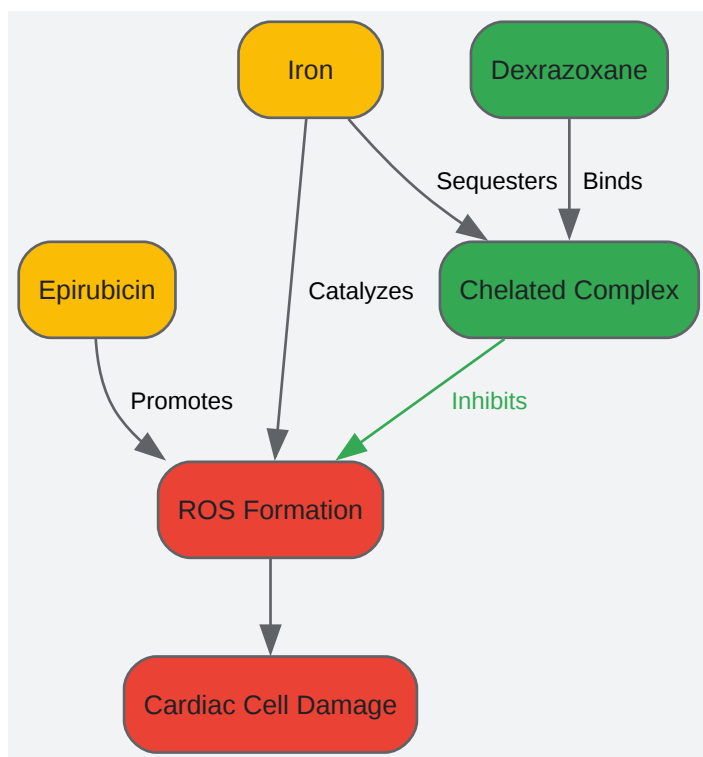 Iron
Dexrazoxane
Sequesters
Binds
Epirubicin
Catalyzes
Chelated Complex
Promotes
Inhibits
ROS Formation
Cardiac Cell Damage